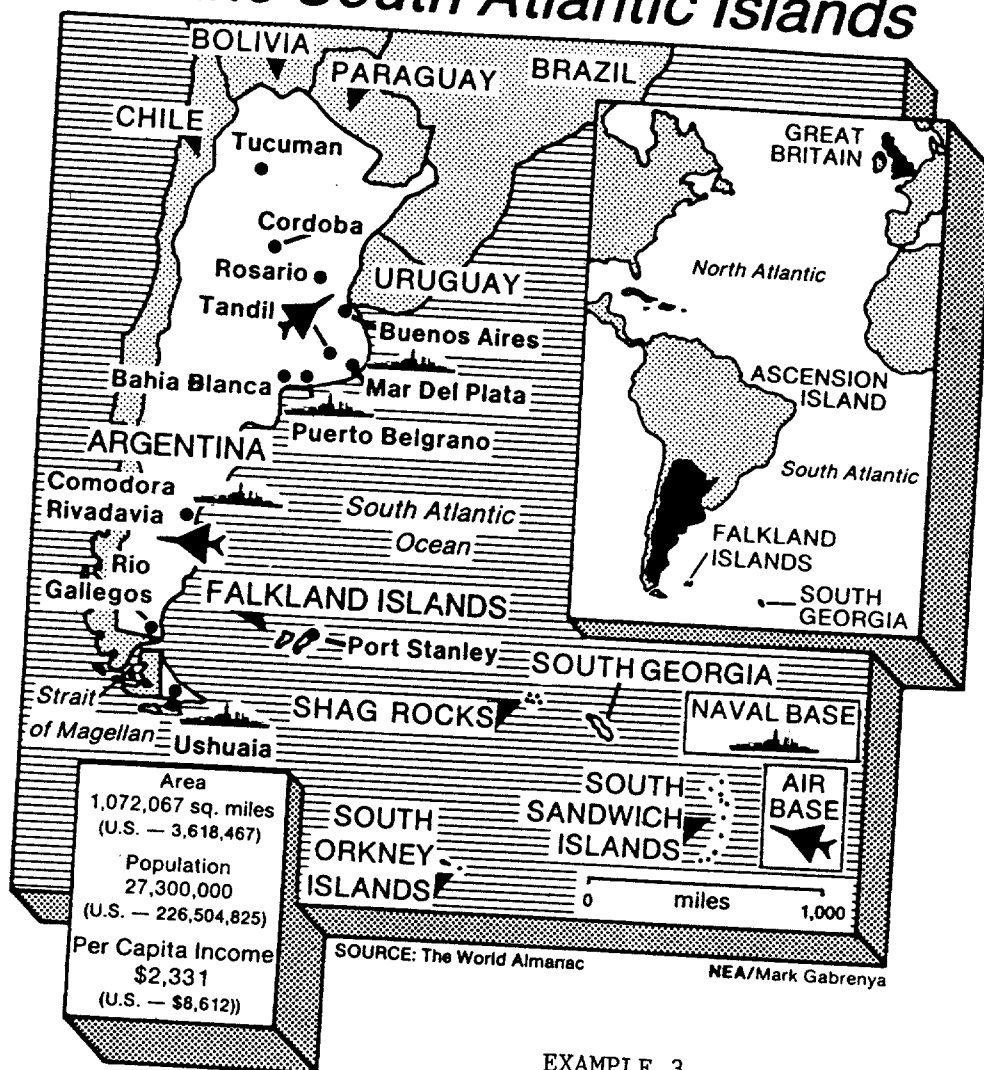 South Atlantic Islands
BOLIVIA
PARAGUAY
BRAZIL
CHILE
Tucuman
Cordoba
Rosario
URUGUAY
Tandil
Buenos Aires
Bahia Blanca
Mar Del Plata
Puerto Belgrano
ARGENTINA
Comodora
Rivadavia
South Atlantic
Ocean
Rio
Gallegos
FALKLAND ISLANDS
Port Stanley
SOUTH GEORGIA
Strait
of Magellan
SHAG ROCKS
Ushuaia
NAVAL BASE
SOUTH
SANDWICH
ISLANDS
AIR
BASE
SOUTH
ORKNEY
ISLANDS
0 miles 1,000
GREAT
BRITAIN
North Atlantic
ASCENSION
ISLAND
South Atlantic
FALKLAND
ISLANDS
SOUTH
GEORGIA
Area
1,072,067 sq. miles
(U.S. — 3,618,467)
Population
27,300,000
(U.S. — 226,504,825)
Per Capita Income
$2,331
(U.S. — $8,612))
SOURCE: The World Almanac
NEA/Mark Gabrenya
EXAMPLE 3